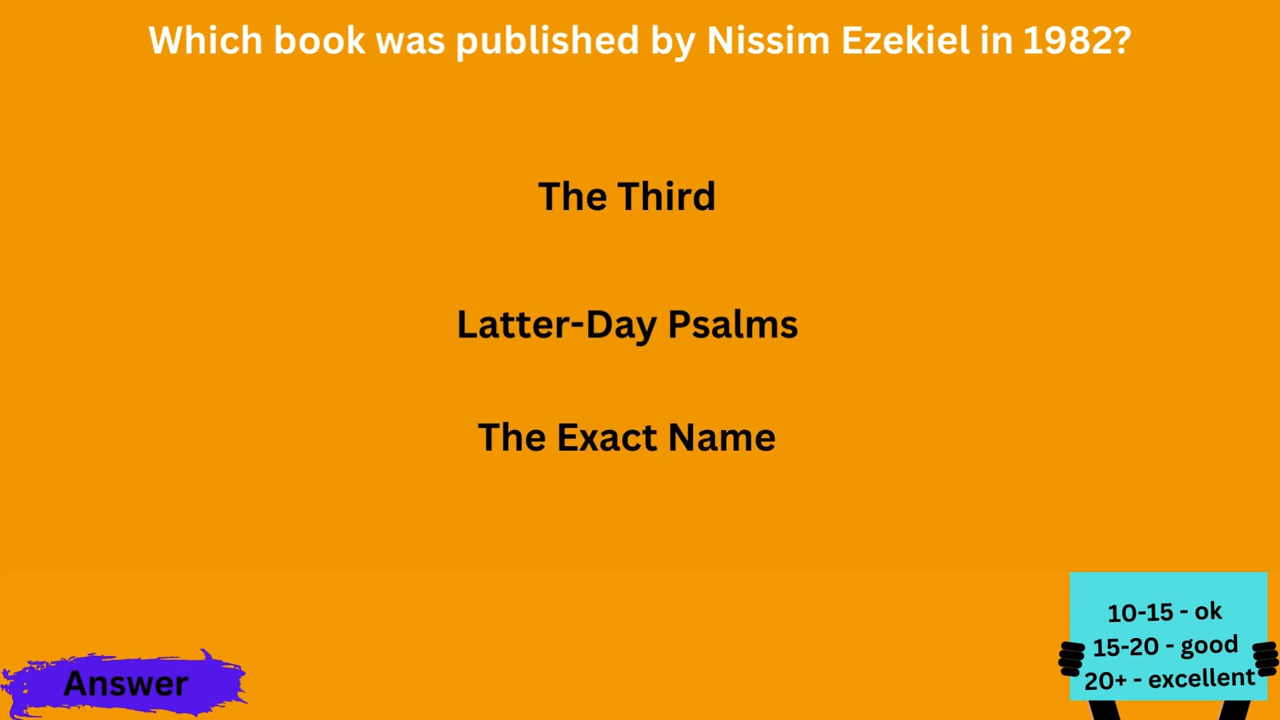 Which book was published by Nissim Ezekiel in 1982?
The Third
Latter-Day Psalms
The Exact Name
Answer
10-15 - ok
15-20 - good
20+ - excellent